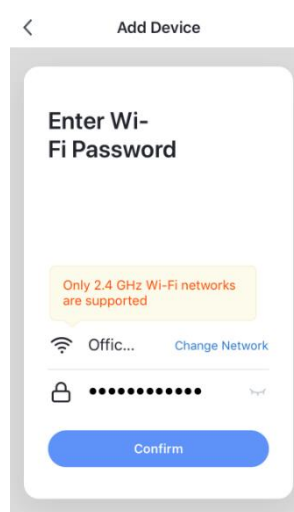 Add Device
Enter Wi-
Fi Password
Only 2.4 GHz Wi-Fi networks
are supported
Offic... Change Network
●●●●●●●●●●●●
Confirm